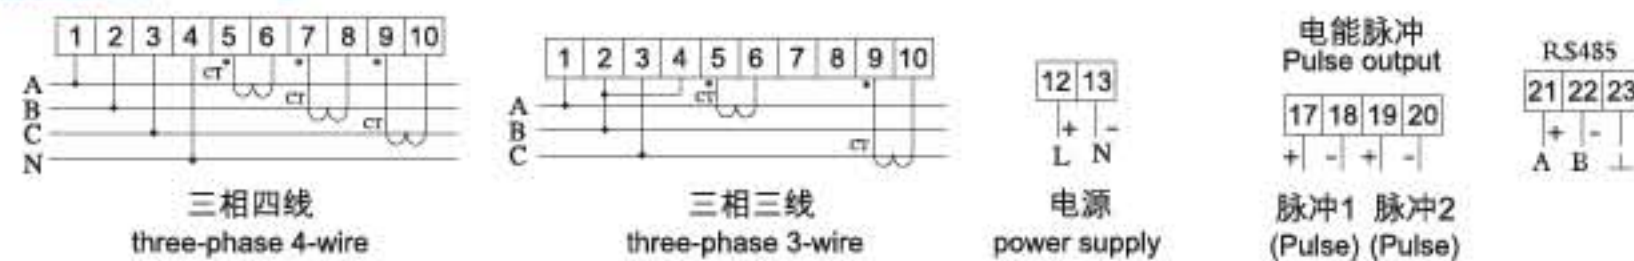 1 2 3 4 5 6 7 8 9 10
CT
CT
CT
A
B
C
N
三相四线
three-phase 4-wire
1 2 3 4 5 6 7 8 9 10
CT
CT
A
B
C
三相三线
three-phase 3-wire
12 13
+ -
L N
电源
power supply
电能脉冲
Pulse output
17 18 19 20
+ - + -
脉冲1 脉冲2
(Pulse) (Pulse)
RS485
21 22 23
+ -
A B ⊥